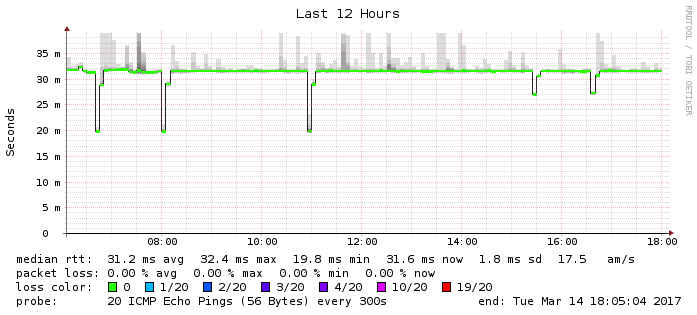 Last 12 Hours
RRDTOOL / TOBI OETIKER
Seconds
35 m
30 m
25 m
20 m
15 m
10 m
5 m
0
08:00 10:00 12:00 14:00 16:00 18:00
median rtt: 31.2 ms avg 32.4 ms max 19.8 ms min 31.6 ms now 1.8 ms sd 17.5 am/s
packet loss: 0.00 % avg 0.00 % max 0.00 % min 0.00 % now
loss color: 0 1/20 2/20 3/20 4/20 10/20 19/20
probe: 20 ICMP Echo Pings (56 Bytes) every 300s end: Tue Mar 14 18:05:04 2017